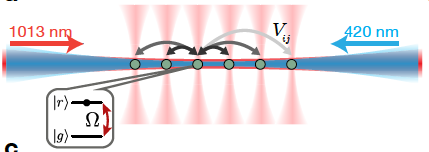 1013 nm
V_ij
420 nm
|r⟩
Ω
|g⟩